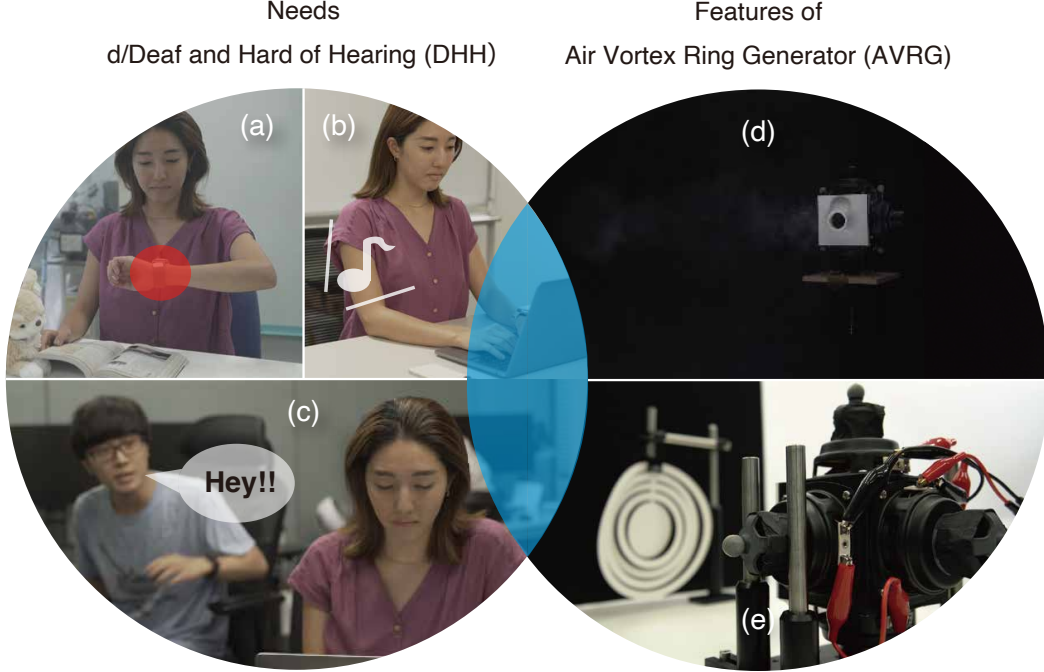 Needs
d/Deaf and Hard of Hearing (DHH)
Features of
Air Vortex Ring Generator (AVRG)
(a)
(b)
(d)
(c)
Hey!!
(e)